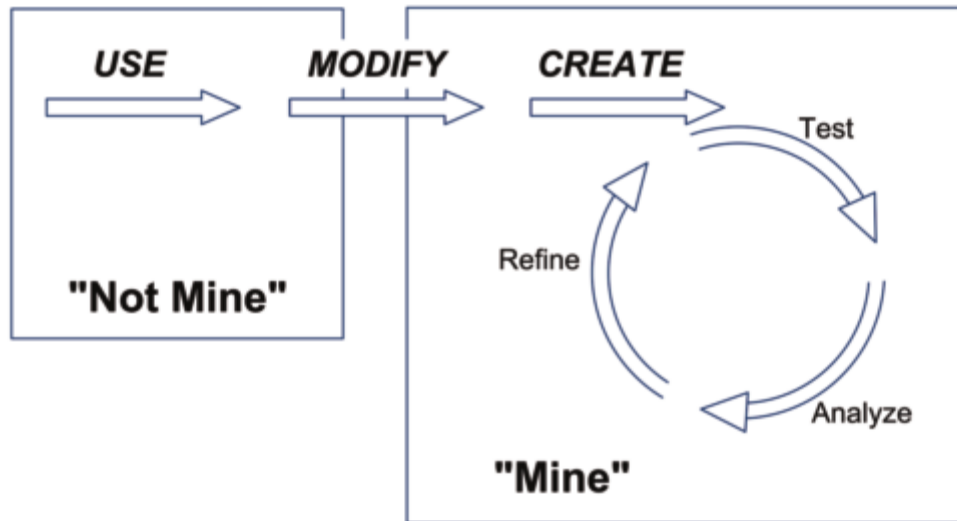 USE
MODIFY
CREATE
Test
Refine
"Not Mine"
Analyze
"Mine"